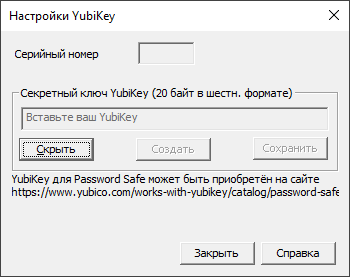 Настройки YubiKey
Серийный номер
Секретный ключ YubiKey (20 байт в шестн. формате)
Вставьте ваш YubiKey
Скрыть Создать Сохранить
YubiKey для Password Safe может быть приобретён на сайте
https://www.yubico.com/works-with-yubikey/catalog/password-safe
Закрыть Справка